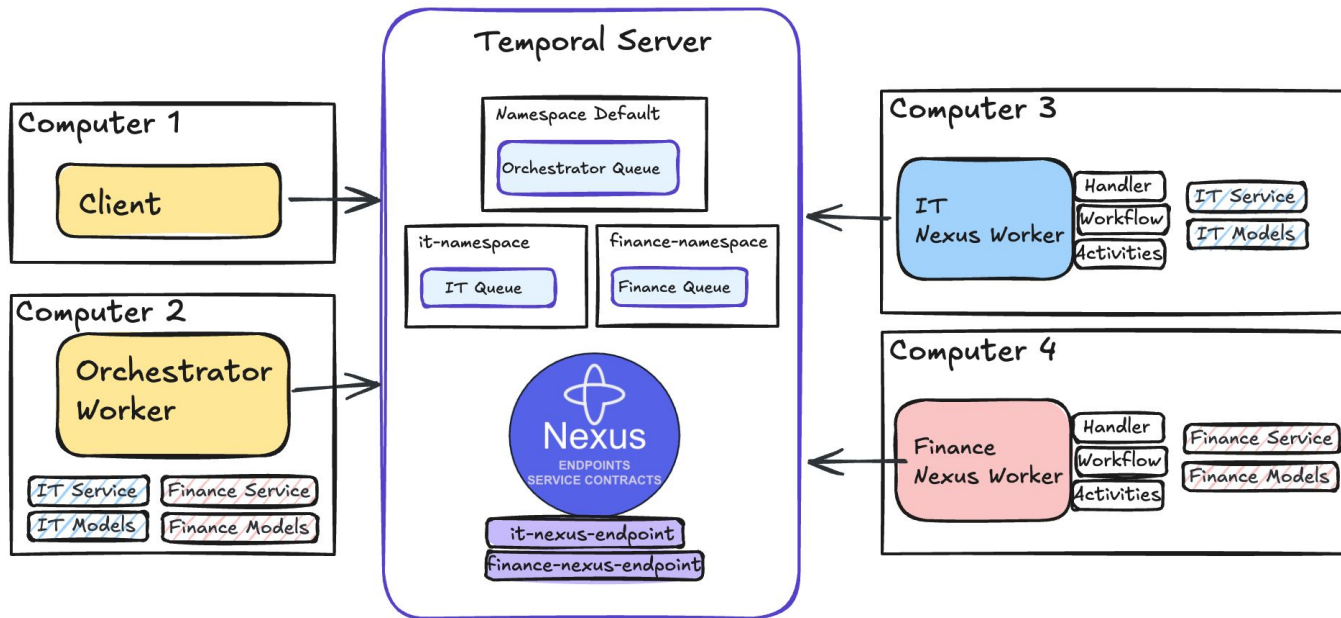 Temporal Server
Computer 1
Client
Computer 2
Orchestrator
Worker
IT Service
Finance Service
IT Models
Finance Models
Namespace Default
Orchestrator Queue
it-namespace
IT Queue
finance-namespace
Finance Queue
Nexus
ENDPOINTS
SERVICE CONTRACTS
it-nexus-endpoint
finance-nexus-endpoint
Computer 3
IT
Nexus Worker
Handler
Workflow
Activities
IT Service
IT Models
Computer 4
Finance
Nexus Worker
Handler
Workflow
Activities
Finance Service
Finance Models